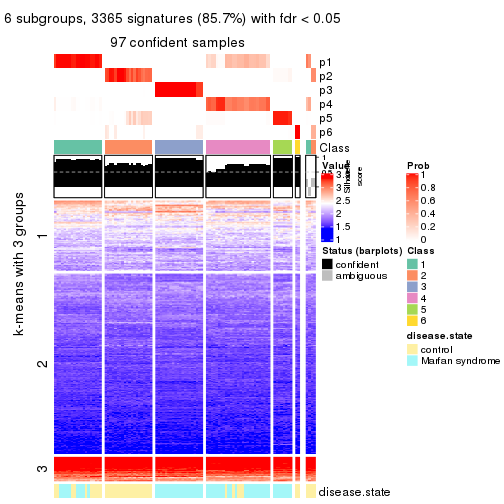 6 subgroups, 3365 signatures (85.7%) with fdr < 0.05
97 confident samples
p1
p2
p3
p4
p5
p6
Class
1
Silhouette
score
k-means with 3 groups
1
2
3
disease.state
Value
3.5
3
2.5
2
1.5
1
Status (barplots)
confident
ambiguous
Prob
1
0.8
0.6
0.4
0.2
0
Class
1
2
3
4
5
6
disease.state
control
Marfan syndrome